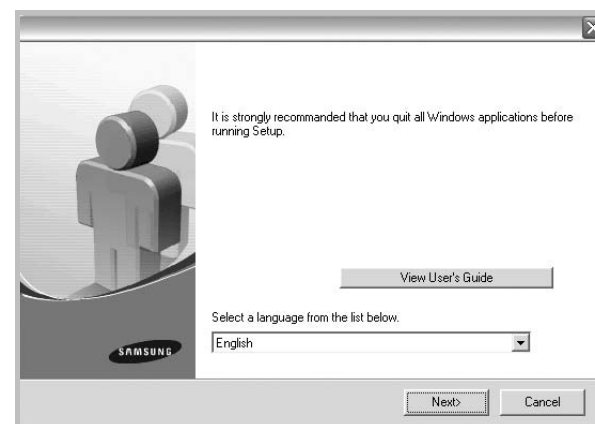 It is strongly recommanded that you quit all Windows applications before
running Setup.
View User's Guide
Select a language from the list below.
SAMSUNG
English
Next>
Cancel